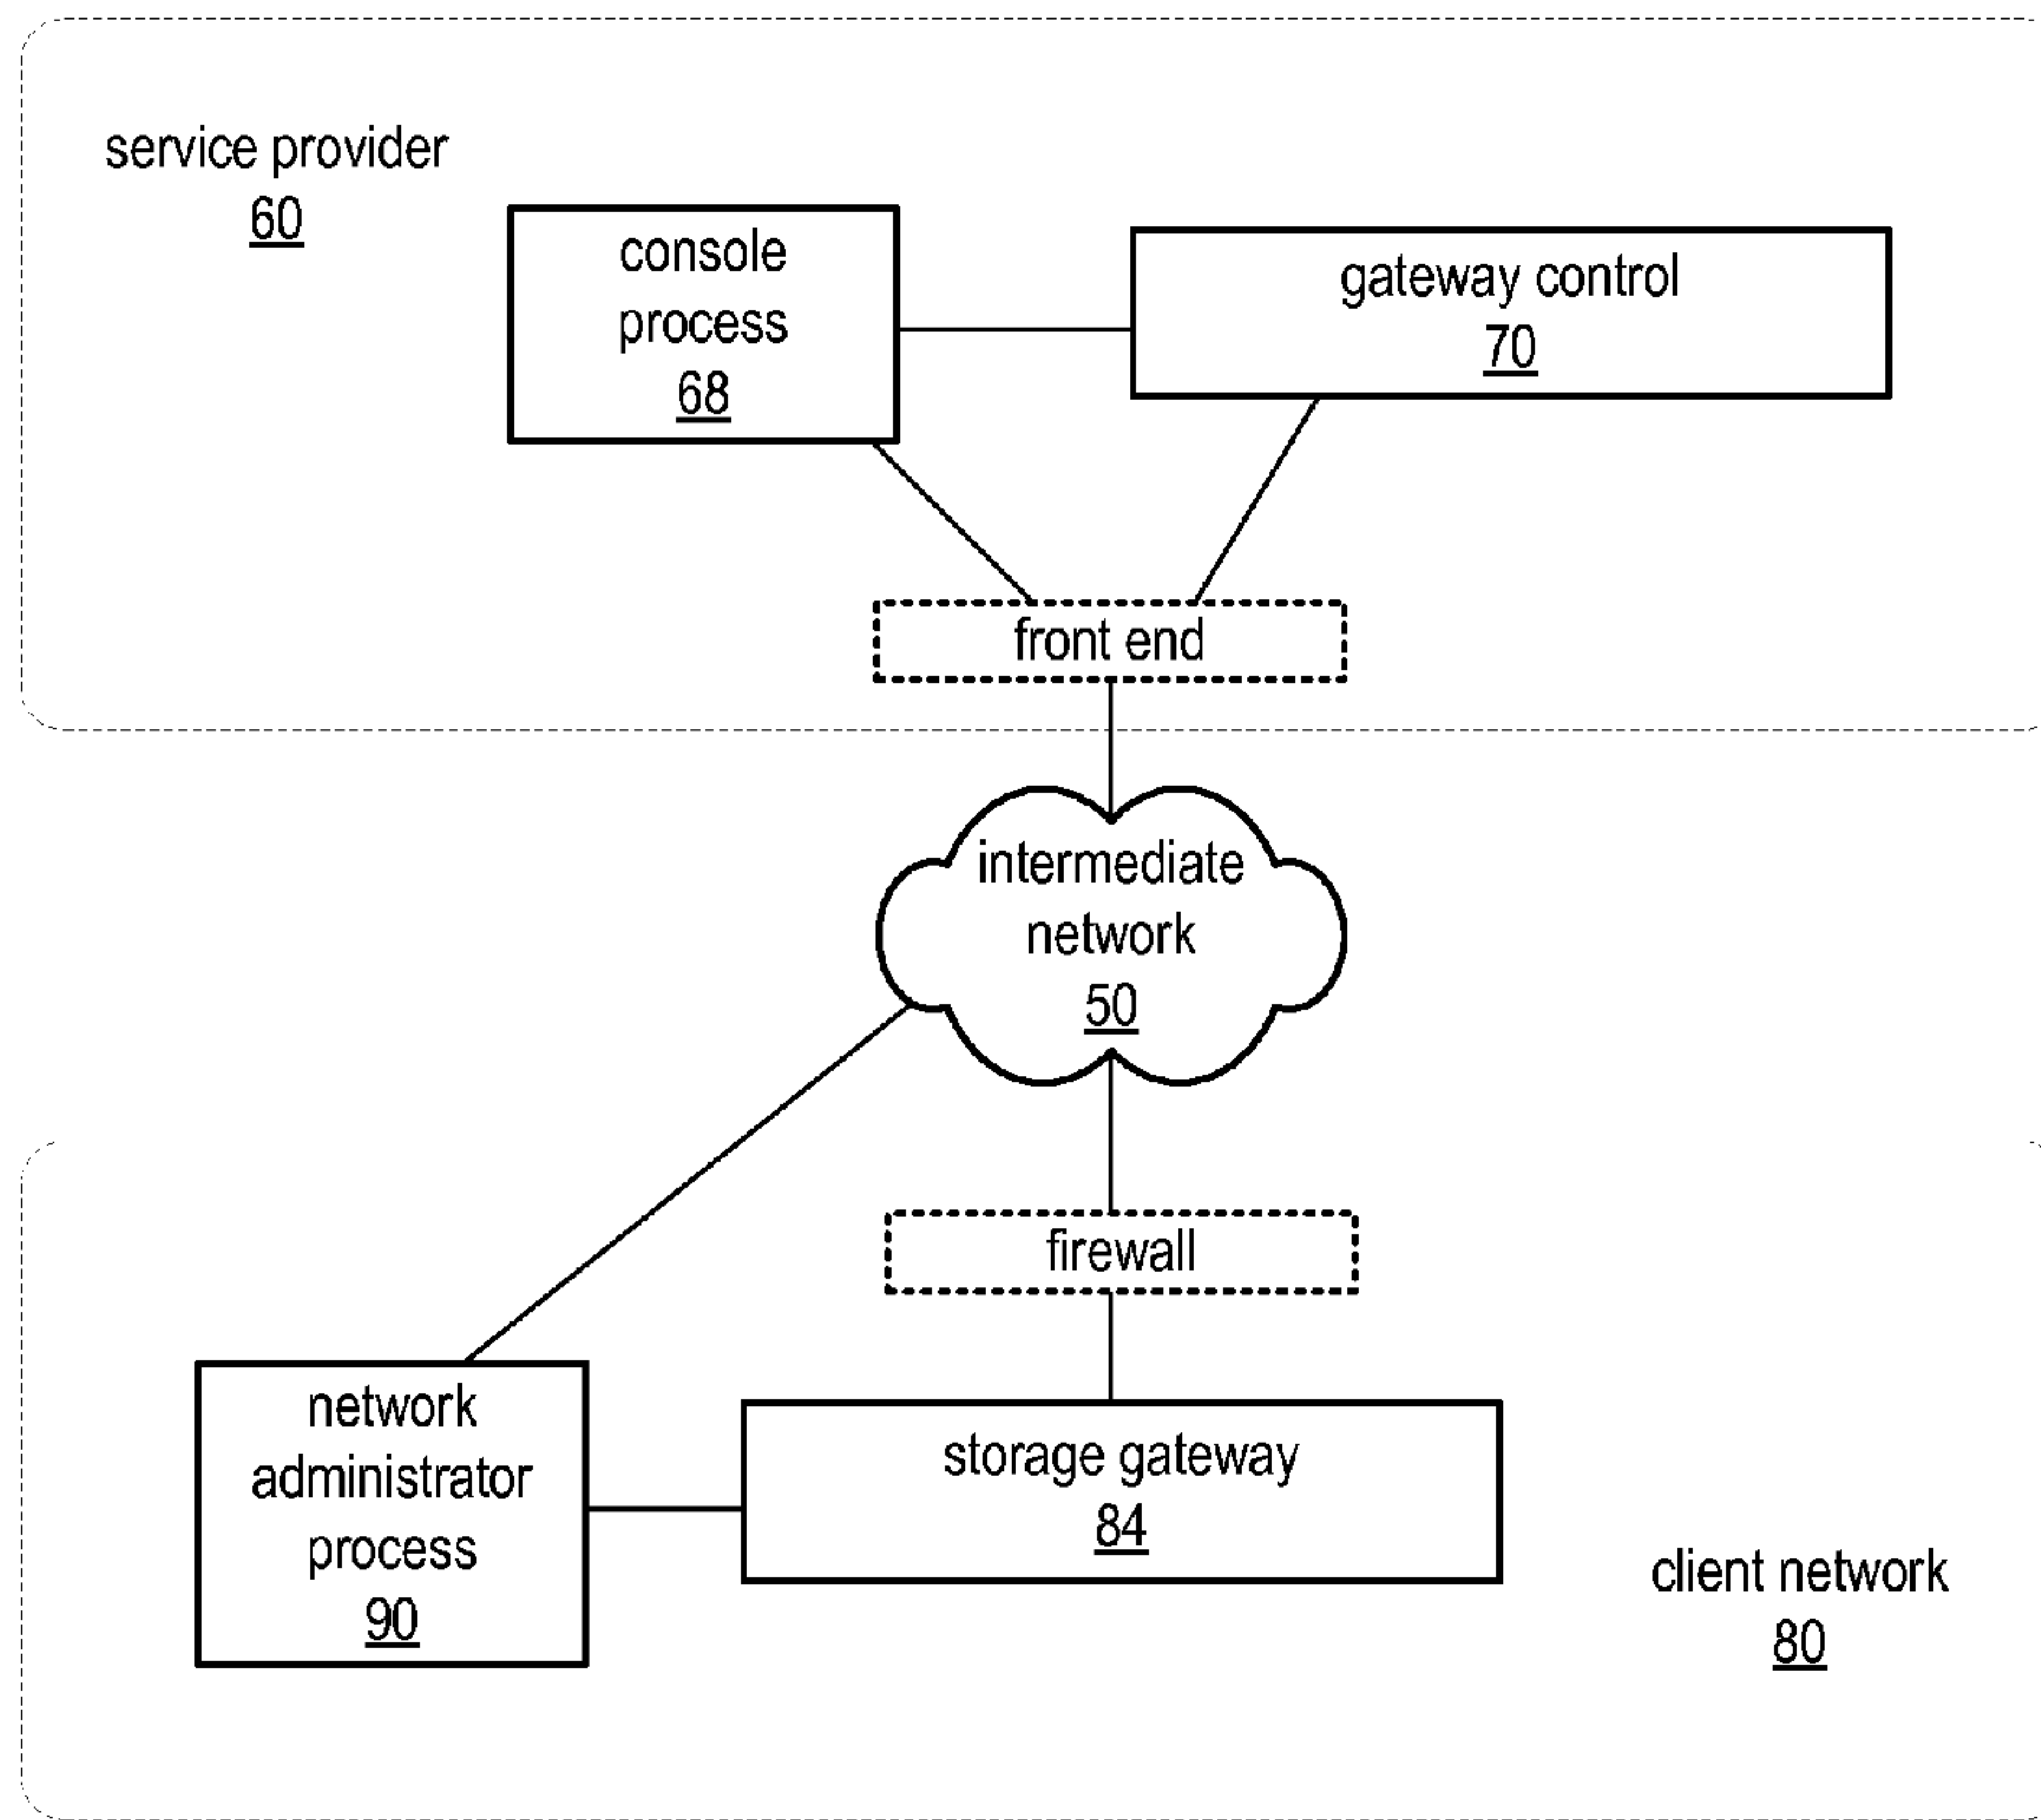 service provider
60
console
process
68
gateway control
70
front end
intermediate
network
50
firewall
network
administrator
process
90
storage gateway
84
client network
80